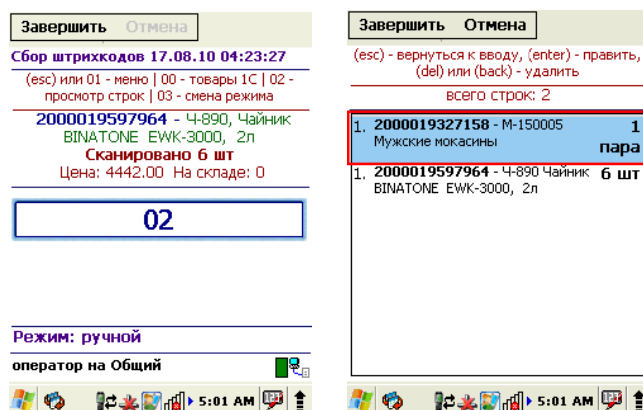 Завершить Отмена
Сбор штрихкодов 17.08.10 04:23:27
(esc) или 01 - меню | 00 - товары 1С | 02 -
просмотр строк | 03 - смена режима
2000019597964 - Ч-890, Чайник
BINATONE EWK-3000, 2л
Сканировано 6 шт
Цена: 4442.00 На складе: 0
02
Режим: ручной
оператор на Общий
5:01 AM
Завершить Отмена
(esc) - вернуться к вводу, (enter) - править,
(del) или (back) - удалить
всего строк: 2
1. 2000019327158 - М-150005 1
Мужские мокасины пара
1. 2000019597964 - Ч-890 Чайник 6 шт
BINATONE EWK-3000, 2л
5:01 AM